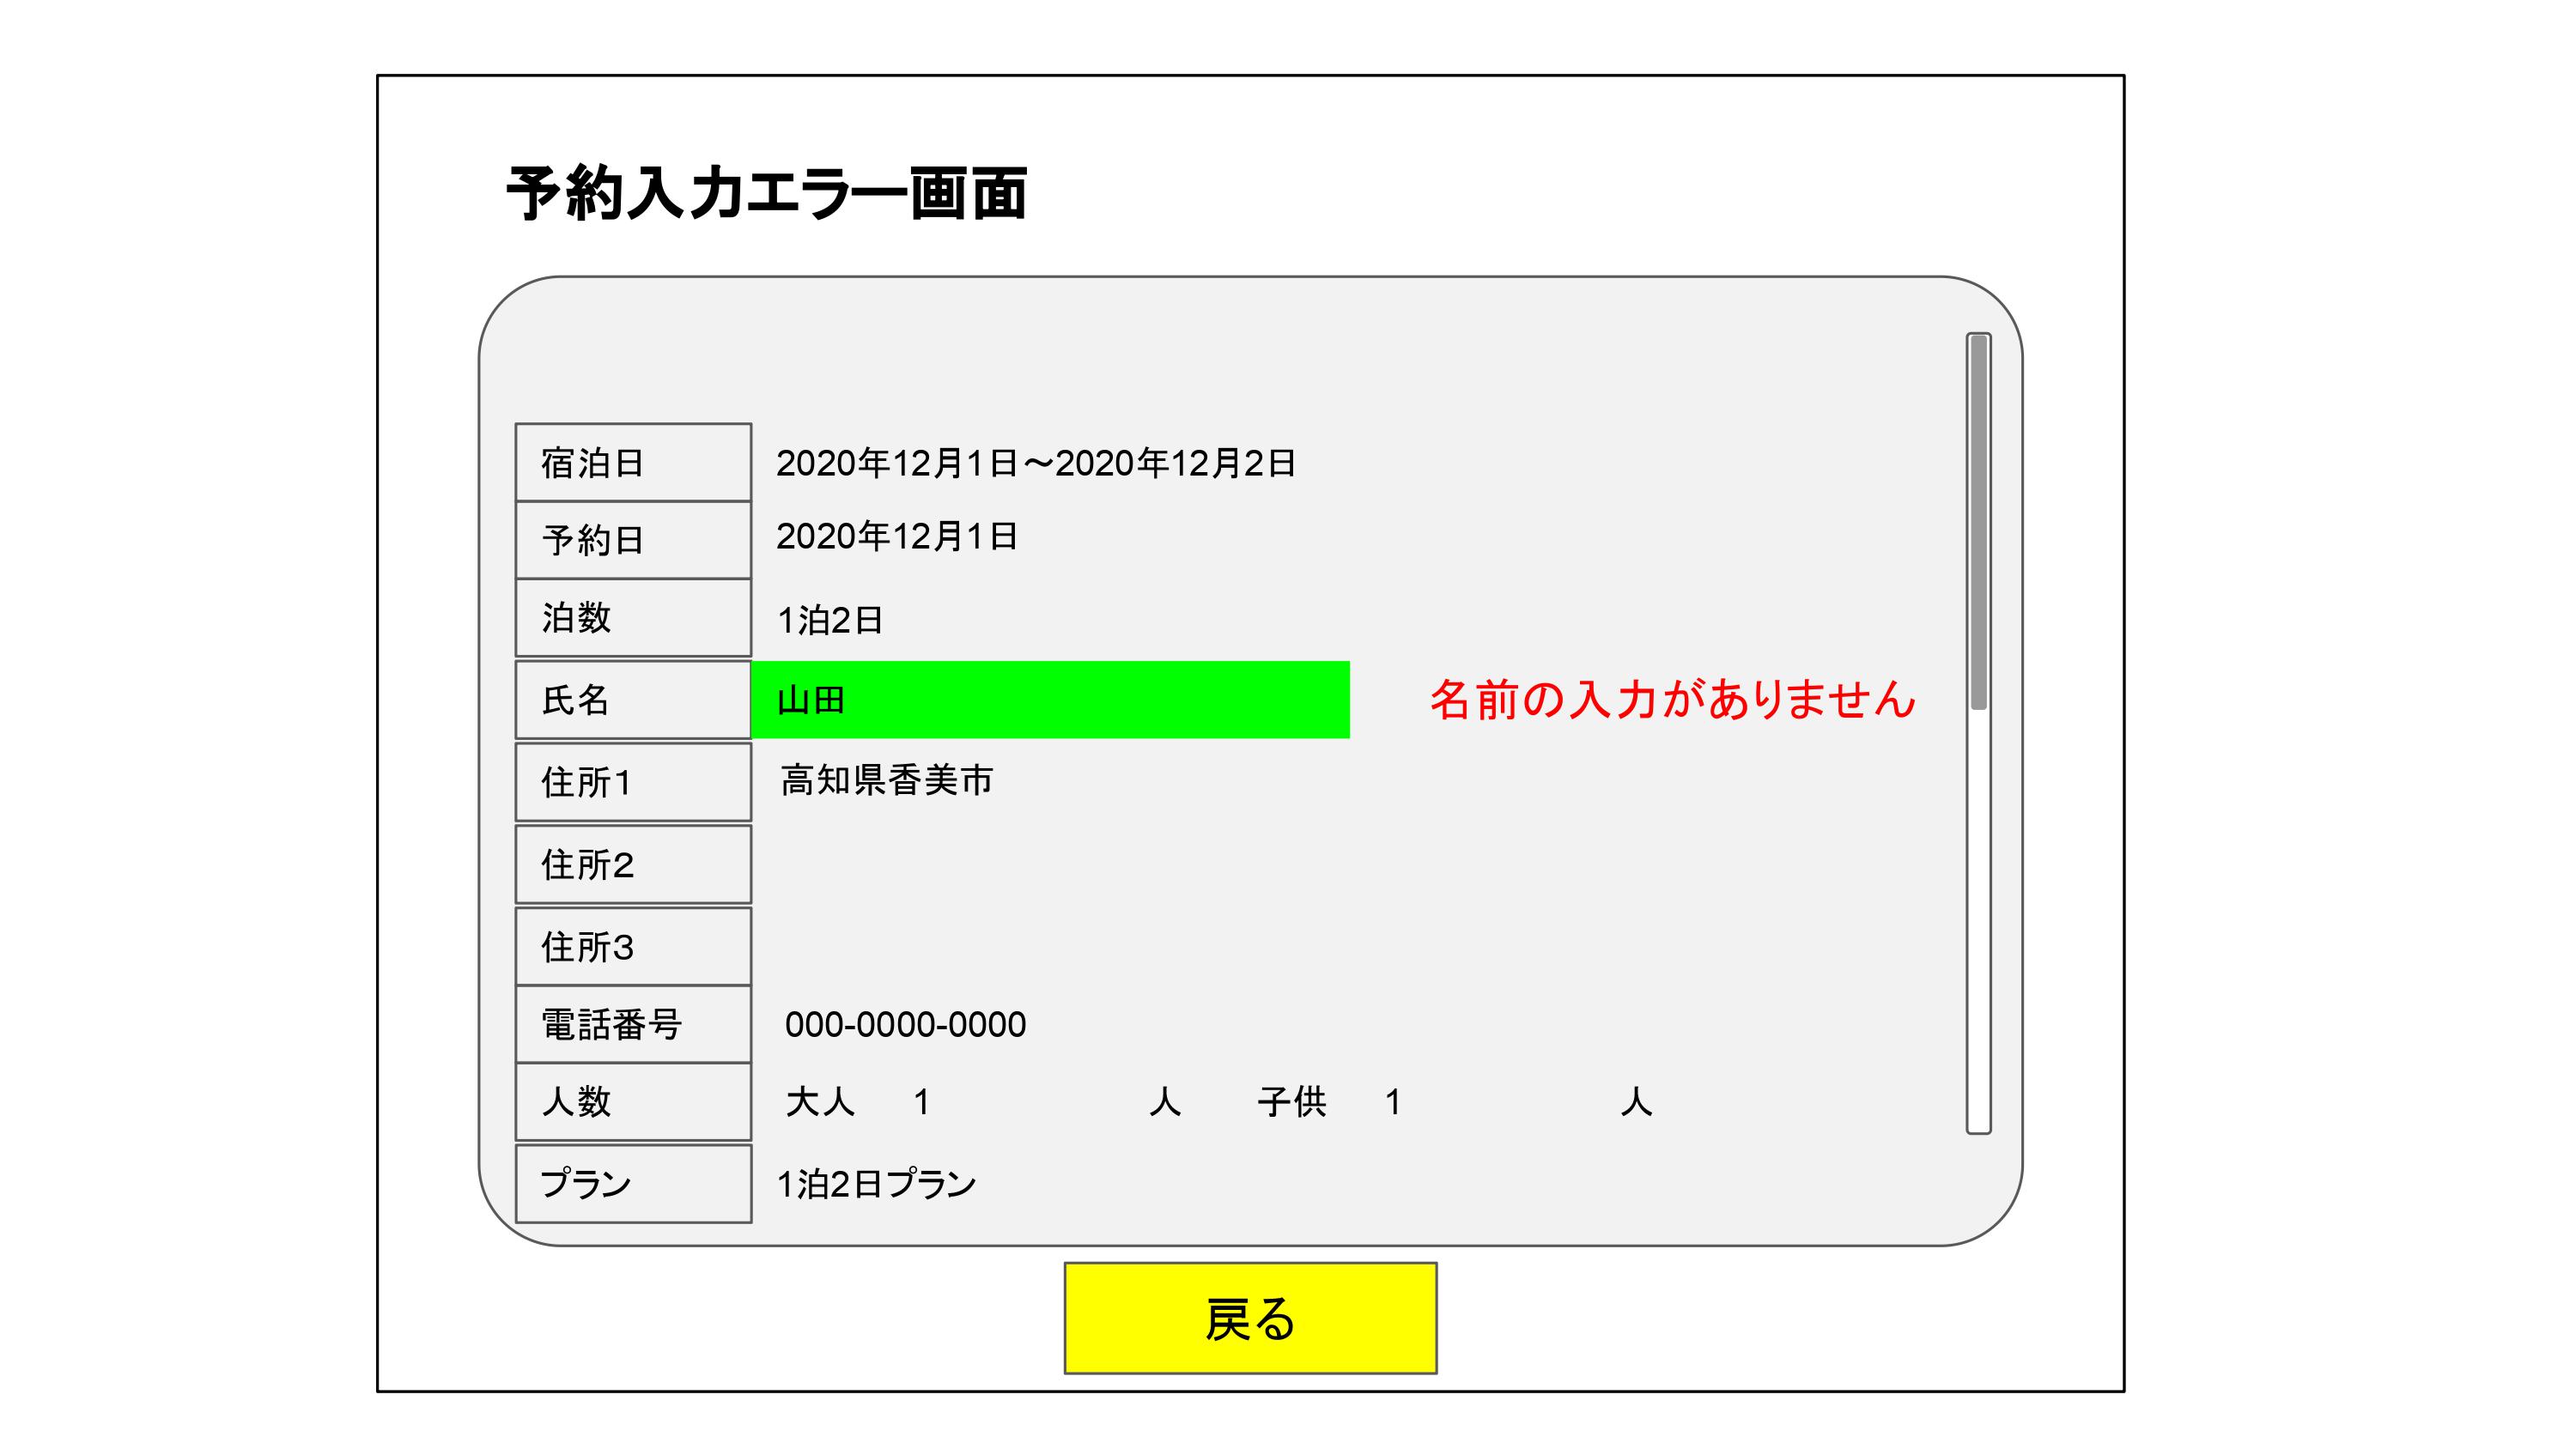 予約入力エラー画面
宿泊日 2020年12月1日～2020年12月2日
予約日 2020年12月1日
泊数 1泊2日
氏名 山田 名前の入力がありません
住所1 高知県香美市
住所2
住所3
電話番号 000-0000-0000
人数 大人 1 人 子供 1 人
プラン 1泊2日プラン
戻る